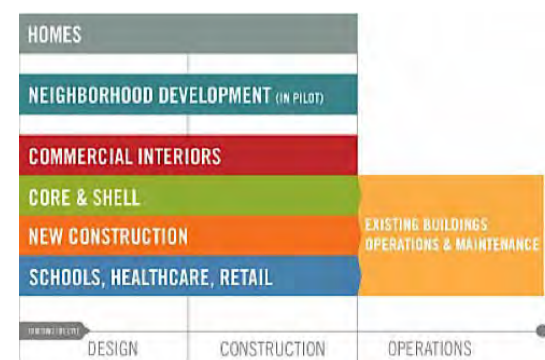 HOMES
NEIGHBORHOOD DEVELOPMENT (IN PILOT)
COMMERCIAL INTERIORS
CORE & SHELL
NEW CONSTRUCTION
SCHOOLS, HEALTHCARE, RETAIL
EXISTING BUILDINGS
OPERATIONS & MAINTENANCE
DESIGN
CONSTRUCTION
OPERATIONS